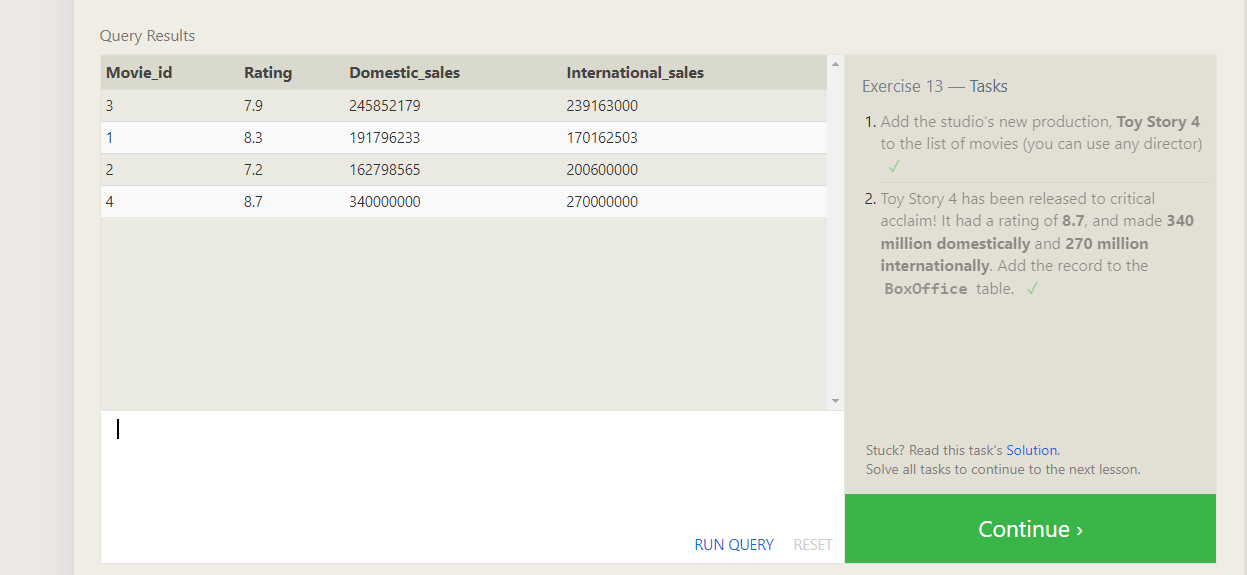 Query Results
Movie_id Rating Domestic_sales International_sales
3 7.9 245852179 239163000
1 8.3 191796233 170162503
2 7.2 162798565 200600000
4 8.7 340000000 270000000
RUN QUERY RESET
Exercise 13 — Tasks
1. Add the studio's new production, Toy Story 4
to the list of movies (you can use any director)
✓
2. Toy Story 4 has been released to critical
acclaim! It had a rating of 8.7, and made 340
million domestically and 270 million
internationally. Add the record to the
BoxOffice table. ✓
Stuck? Read this task's Solution.
Solve all tasks to continue to the next lesson.
Continue ›